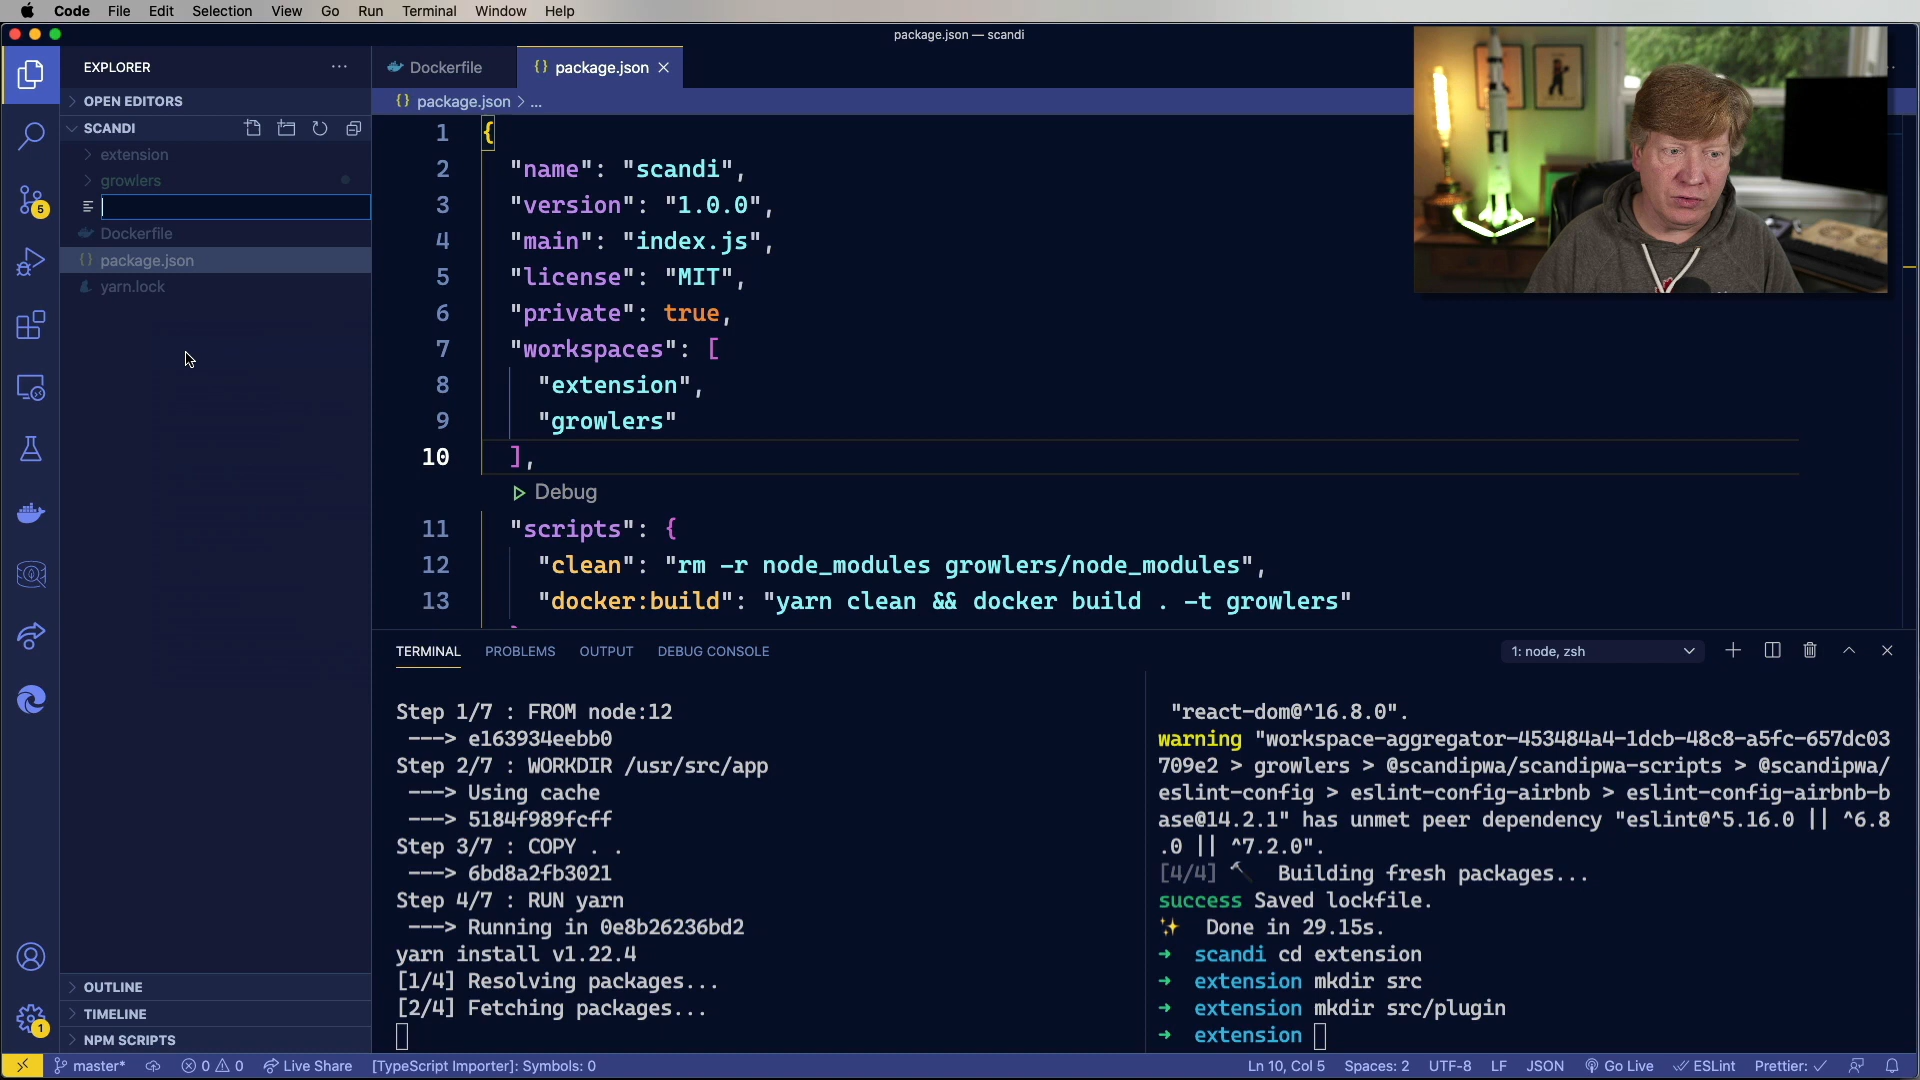 Code File Edit Selection View Go Run Terminal Window Help
package.json — scandi
EXPLORER ...
OPEN EDITORS
SCANDI
extension
growlers
Dockerfile
package.json
yarn.lock
OUTLINE
TIMELINE
NPM SCRIPTS
5
1
Dockerfile
{} package.json
{} package.json > ...
1 {
2 "name": "scandi",
3 "version": "1.0.0",
4 "main": "index.js",
5 "license": "MIT",
6 "private": true,
7 "workspaces": [
8 "extension",
9 "growlers"
10 ],
Debug
11 "scripts": {
12 "clean": "rm -r node_modules growlers/node_modules",
13 "docker:build": "yarn clean && docker build . -t growlers"
TERMINAL PROBLEMS OUTPUT DEBUG CONSOLE
1: node, zsh
Step 1/7 : FROM node:12
---> e163934eebb0
Step 2/7 : WORKDIR /usr/src/app
---> Using cache
---> 5184f989fcff
Step 3/7 : COPY . .
---> 6bd8a2fb3021
Step 4/7 : RUN yarn
---> Running in 0e8b26236bd2
yarn install v1.22.4
[1/4] Resolving packages...
[2/4] Fetching packages...
"react-dom@^16.8.0".
warning "workspace-aggregator-453484a4-1dcb-48c8-a5fc-657dc03
709e2 > growlers > @scandipwa/scandipwa-scripts > @scandipwa/
eslint-config > eslint-config-airbnb > eslint-config-airbnb-b
ase@14.2.1" has unmet peer dependency "eslint@^5.16.0 || ^6.8
.0 || ^7.2.0".
[4/4] 🔨 Building fresh packages...
success Saved lockfile.
✨ Done in 29.15s.
➜ scandi cd extension
➜ extension mkdir src
➜ extension mkdir src/plugin
➜ extension
master* 0 0 Live Share [TypeScript Importer]: Symbols: 0
Ln 10, Col 5 Spaces: 2 UTF-8 LF JSON Go Live ESLint Prettier: ✓